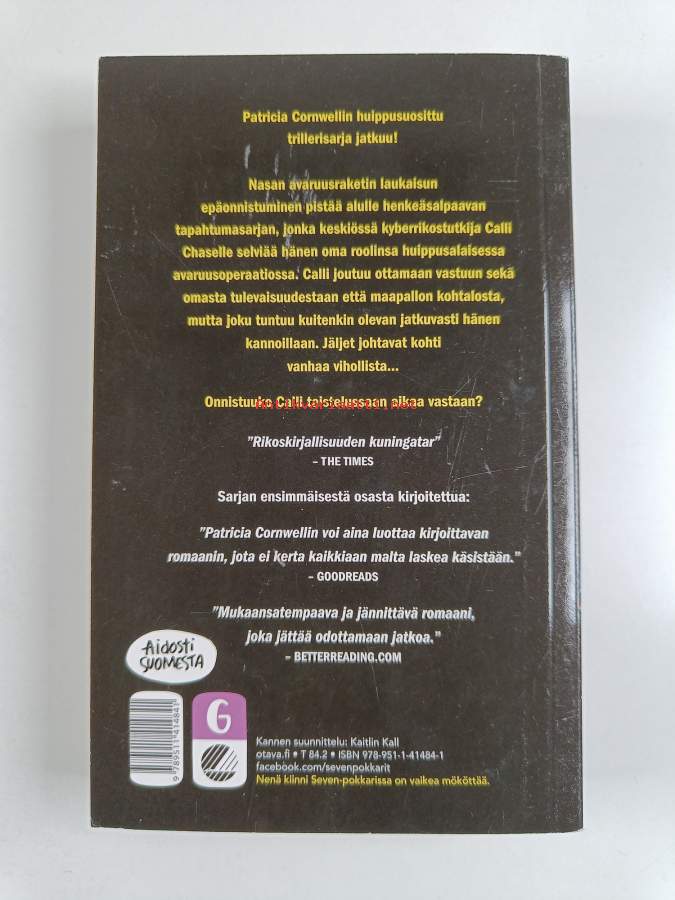 Patricia Cornwellin huippusuosittu
trillerisarja jatkuu!
Nasan avaruusraketin laukaisun
epäonnistuminen pistää alulle henkeäsalpaavan
tapahtumasarjan, jonka keskiössä kyberrikostutkija Calli
Chaselle selviää hänen oma roolinsa huippusalaisessa
avaruusoperaatiossa. Calli joutuu ottamaan vastuun sekä
omasta tulevaisuudestaan että maapallon kohtalosta,
mutta joku tuntuu kuitenkin olevan jatkuvasti hänen
kannoillaan. Jäljet johtavat kohti
vanhaa vihollista...
Onnistuuko Calli taistelussaan aikaa vastaan?
antikvariaatti.net
"Rikoskirjallisuuden kuningatar"
– THE TIMES
Sarjan ensimmäisestä osasta kirjoitettua:
"Patricia Cornwellin voi aina luottaa kirjoittavan
romaanin, jota ei kerta kaikkiaan malta laskea käsistään."
– GOODREADS
"Mukaansatempaava ja jännittävä romaani,
joka jättää odottamaan jatkoa."
– BETTERREADING.COM
Aidosti
SUOMESTA
9 789511 414841
Kannen suunnittelu: Kaitlin Kall
otava.fi • T 84.2 • ISBN 978-951-1-41484-1
facebook.com/sevenpokkarit
Nenä kiinni Seven-pokkarissa on vaikea mököttää.